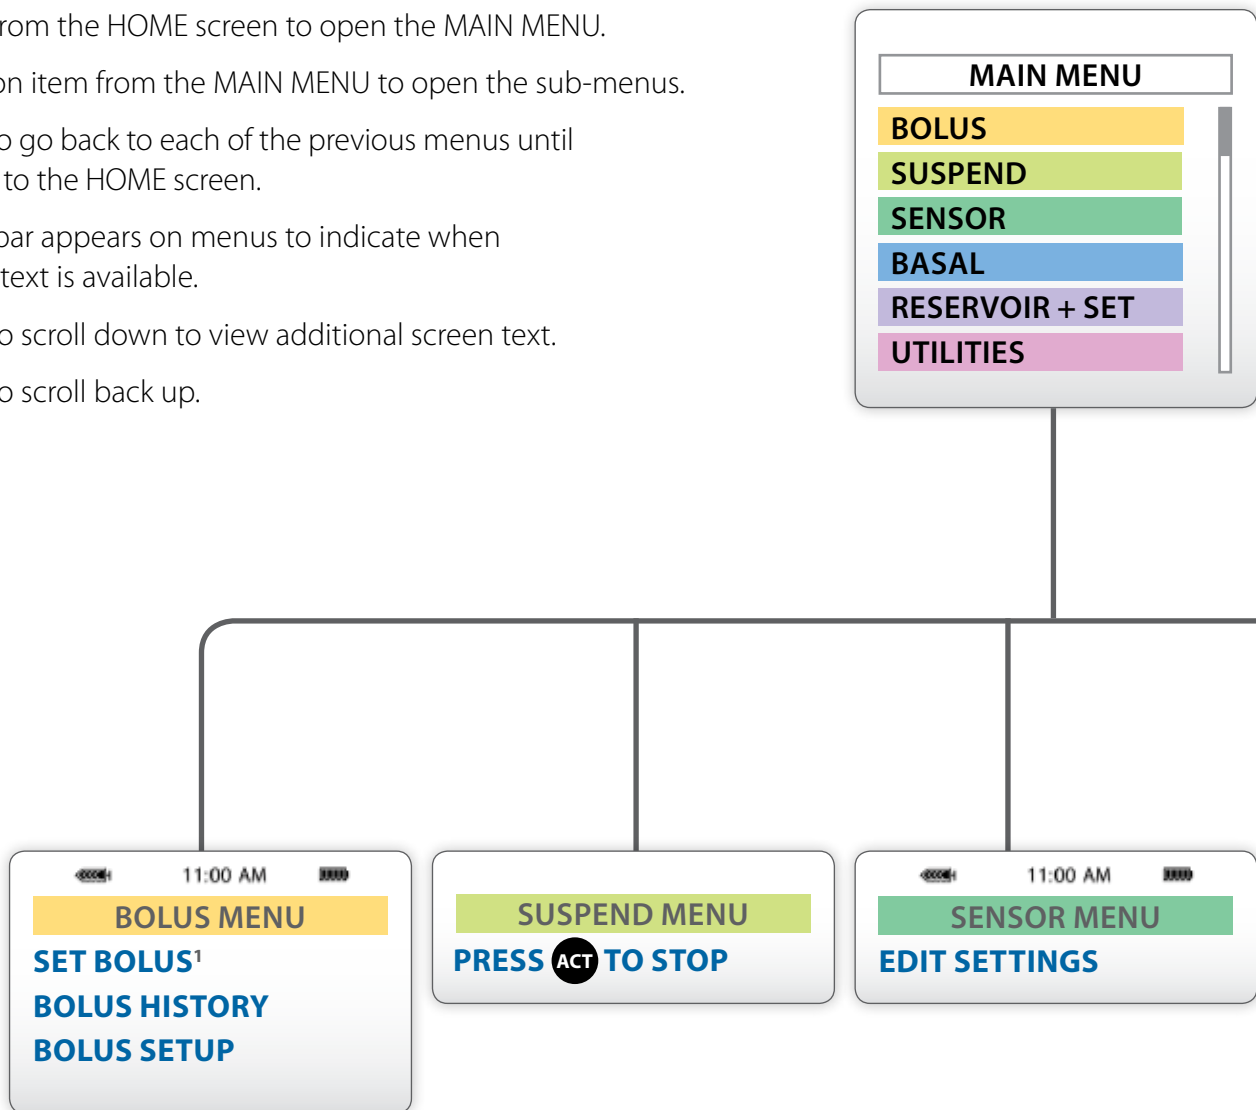 from the HOME screen to open the MAIN MENU.
on item from the MAIN MENU to open the sub-menus.
to go back to each of the previous menus until
to the HOME screen.
bar appears on menus to indicate when
text is available.
to scroll down to view additional screen text.
to scroll back up.
MAIN MENU
BOLUS
SUSPEND
SENSOR
BASAL
RESERVOIR + SET
UTILITIES
11:00 AM
BOLUS MENU
SET BOLUS¹
BOLUS HISTORY
BOLUS SETUP
SUSPEND MENU
PRESS ACT TO STOP
11:00 AM
SENSOR MENU
EDIT SETTINGS